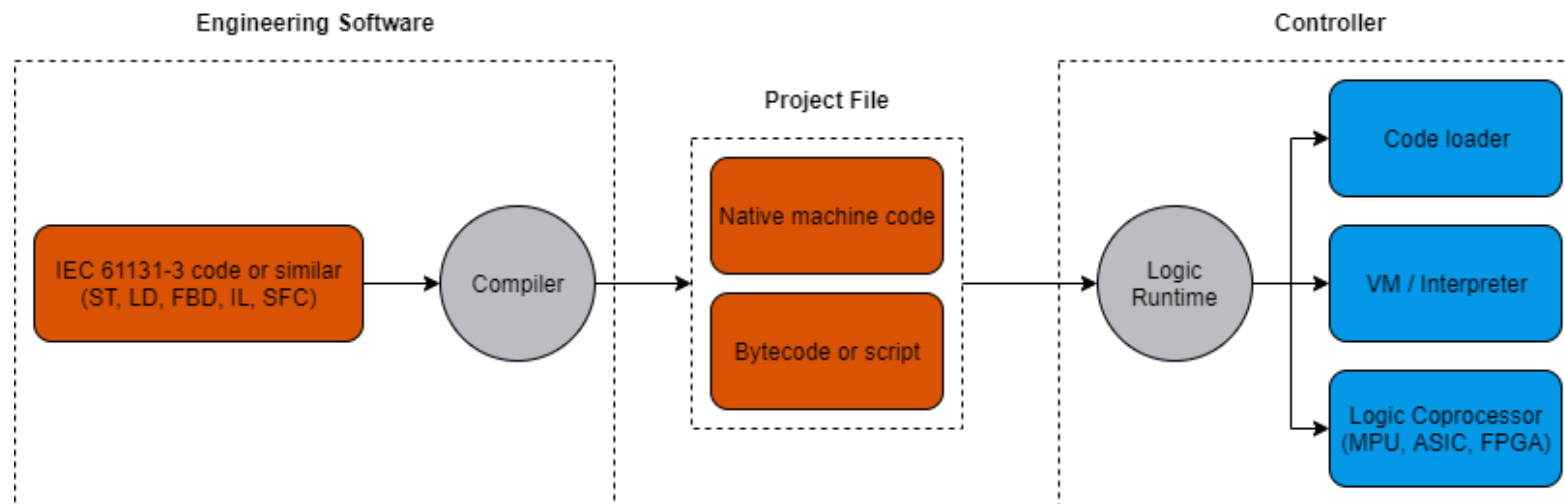 Engineering Software
Controller
Project File
IEC 61131-3 code or similar
(ST, LD, FBD, IL, SFC)
Compiler
Native machine code
Bytecode or script
Logic
Runtime
Code loader
VM / Interpreter
Logic Coprocessor
(MPU, ASIC, FPGA)